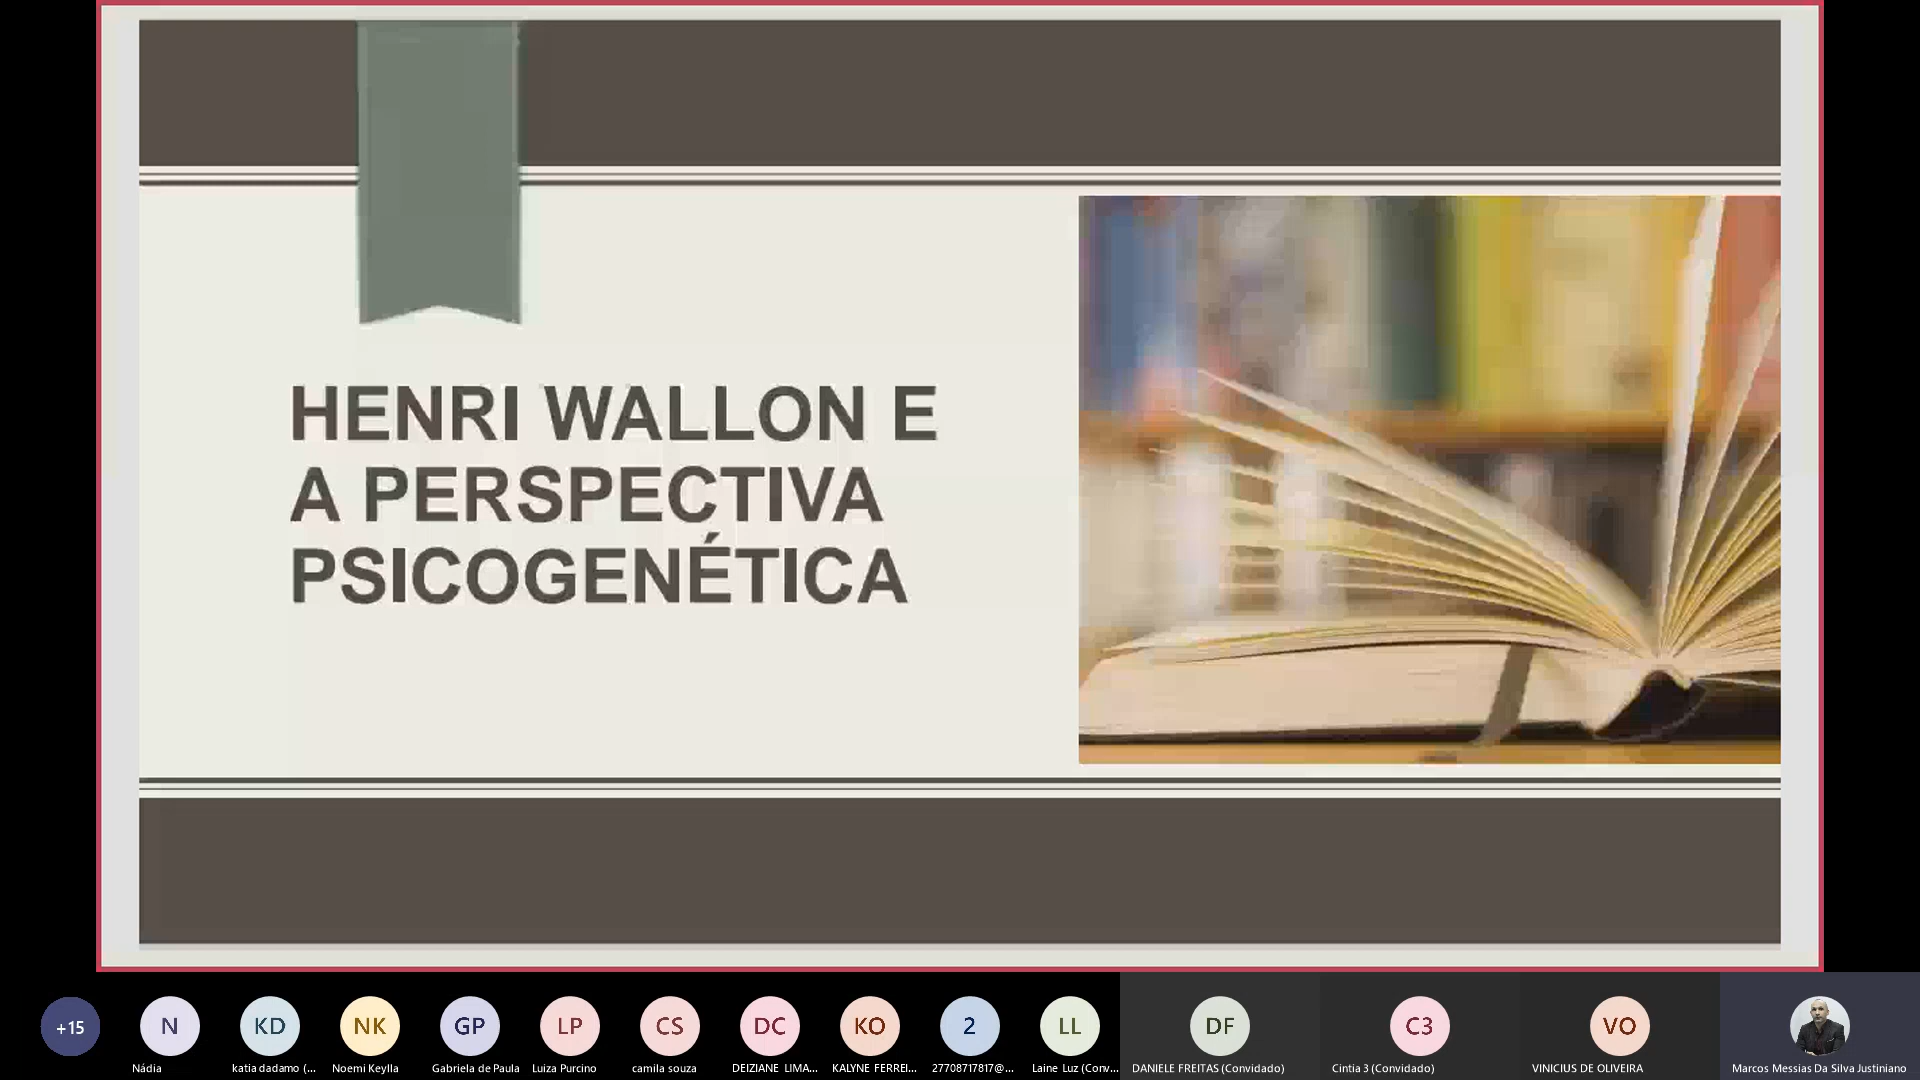 HENRI WALLON E
A PERSPECTIVA
PSICOGENÉTICA
+15
N
KD
NK
GP
LP
CS
DC
KO
2
LL
DF
C3
VO
Nádia
katia dadamo (...
Noemi Keylla
Gabriela de Paula
Luiza Purcino
camila souza
DEIZIANE LIMA...
KALYNE FERREI...
27708717817@...
Laine Luz (Conv...
DANIELE FREITAS (Convidado)
Cintia 3 (Convidado)
VINICIUS DE OLIVEIRA
Marcos Messias Da Silva Justiniano